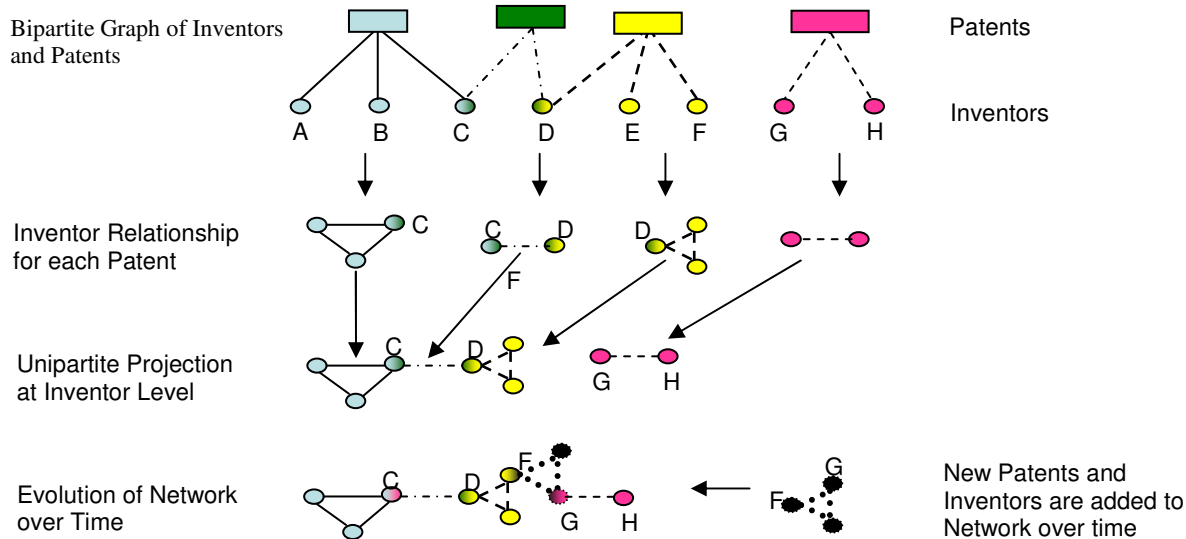 Bipartite Graph of Inventors
and Patents
Patents
Inventors
A B C D E F G H
Inventor Relationship
for each Patent
C
C D
F
D
Unipartite Projection
at Inventor Level
C
D
G H
Evolution of Network
over Time
C
D
F
G H
G
F
New Patents and
Inventors are added to
Network over time